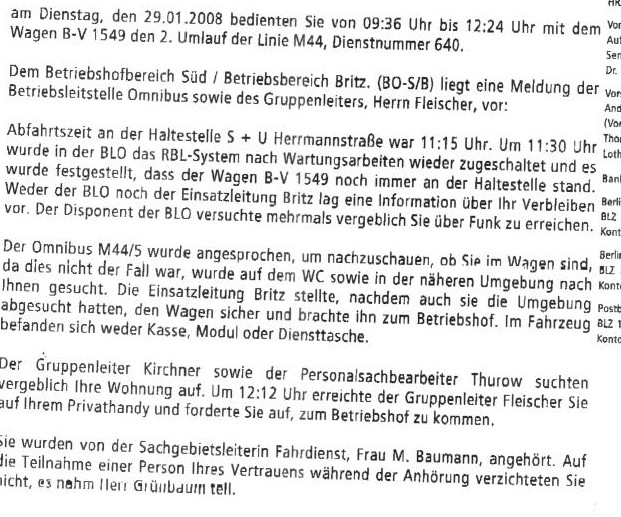 am Dienstag, den 29.01.2008 bedienten Sie von 09:36 Uhr bis 12:24 Uhr mit dem
Wagen B-V 1549 den 2. Umlauf der Linie M44, Dienstnummer 640.
Dem Betriebshofbereich Süd / Betriebsbereich Britz. (BO-S/B) liegt eine Meldung der
Betriebsleitstelle Omnibus sowie des Gruppenleiters, Herrn Fleischer, vor:
Abfahrtszeit an der Haltestelle S + U Herrmannstraße war 11:15 Uhr. Um 11:30 Uhr
wurde in der BLO das RBL-System nach Wartungsarbeiten wieder zugeschaltet und es
wurde festgestellt, dass der Wagen B-V 1549 noch immer an der Haltestelle stand.
Weder der BLO noch der Einsatzleitung Britz lag eine Information über Ihr Verbleiben
vor. Der Disponent der BLO versuchte mehrmals vergeblich Sie über Funk zu erreichen.
Der Omnibus M44/5 wurde angesprochen, um nachzuschauen, ob Sie im Wagen sind,
da dies nicht der Fall war, wurde auf dem WC sowie in der näheren Umgebung nach
Ihnen gesucht. Die Einsatzleitung Britz stellte, nachdem auch sie die Umgebung
abgesucht hatten, den Wagen sicher und brachte ihn zum Betriebshof. Im Fahrzeug
befanden sich weder Kasse, Modul oder Diensttasche.
Der Gruppenleiter Kirchner sowie der Personalsachbearbeiter Thurow suchten
vergeblich Ihre Wohnung auf. Um 12:12 Uhr erreichte der Gruppenleiter Fleischer Sie
auf Ihrem Privathandy und forderte Sie auf, zum Betriebshof zu kommen.
Sie wurden von der Sachgebietsleiterin Fahrdienst, Frau M. Baumann, angehört. Auf
die Teilnahme einer Person Ihres Vertrauens während der Anhörung verzichteten Sie
nicht, es nahm Herr Grünbaum teil.
HR
Vor
Auf
Sen
Dr.
Vor
And
(Vor
Tho
Loth
Ban
Berli
BLZ
Kont
Berlin
BLZ
Kont
Postb
BLZ 1
Konto